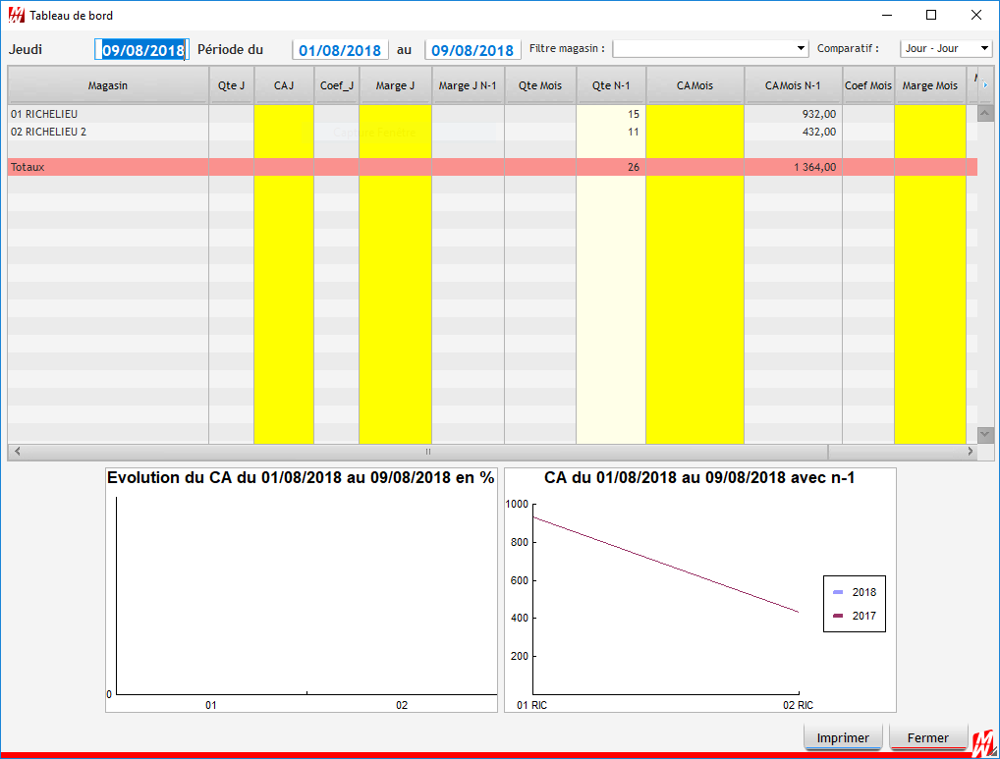 Tableau de bord
Jeudi 09/08/2018 Période du 01/08/2018 au 09/08/2018 Filtre magasin : Comparatif : Jour - Jour
Magasin Qte J CAJ Coef_J Marge J Marge J N-1 Qte Mois Qte N-1 CAMois CAMois N-1 Coef Mois Marge Mois
01 RICHELIEU 15 932,00
02 RICHELIEU 2 11 432,00
Totaux 26 1 364,00
Evolution du CA du 01/08/2018 au 09/08/2018 en %
0
01 02
CA du 01/08/2018 au 09/08/2018 avec n-1
1000
800
600
400
200
2018
2017
01 RIC 02 RIC
Imprimer Fermer